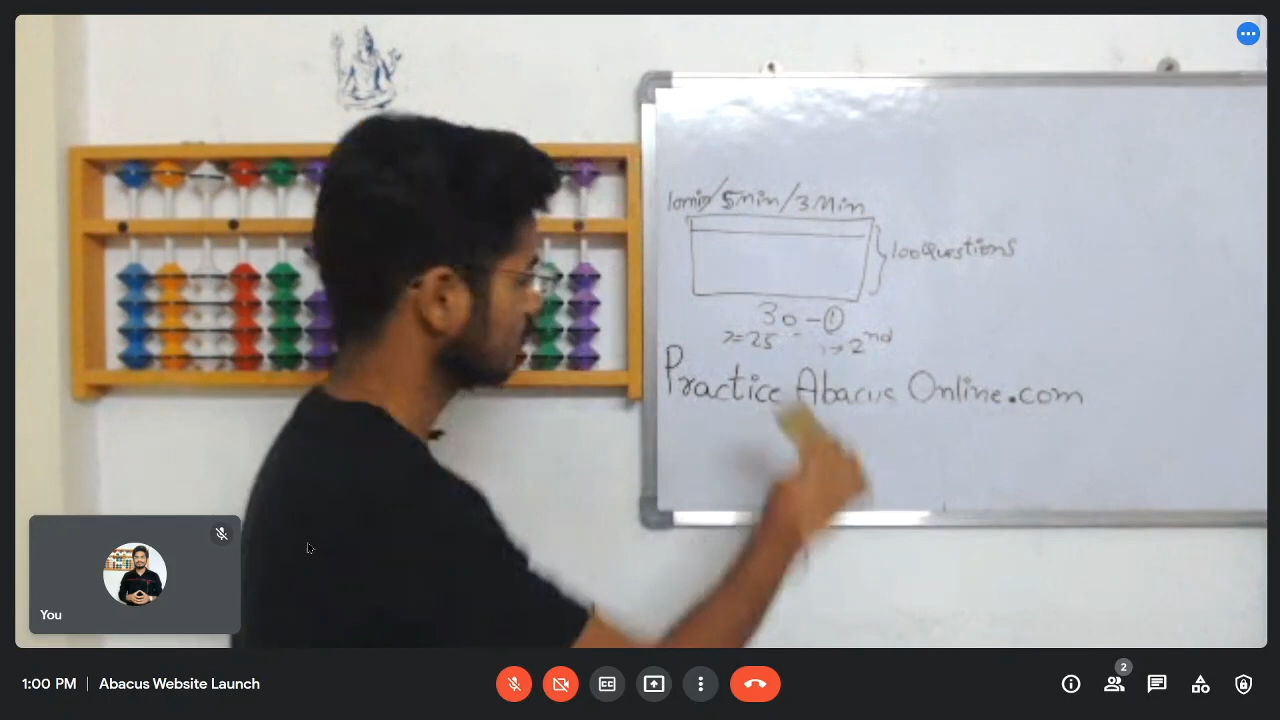 10min/5Min/3Min
100Questions
30 - 1
>=25 -- → 2nd
Practice Abacus Online.com
You
1:00 PM | Abacus Website Launch
CC
2